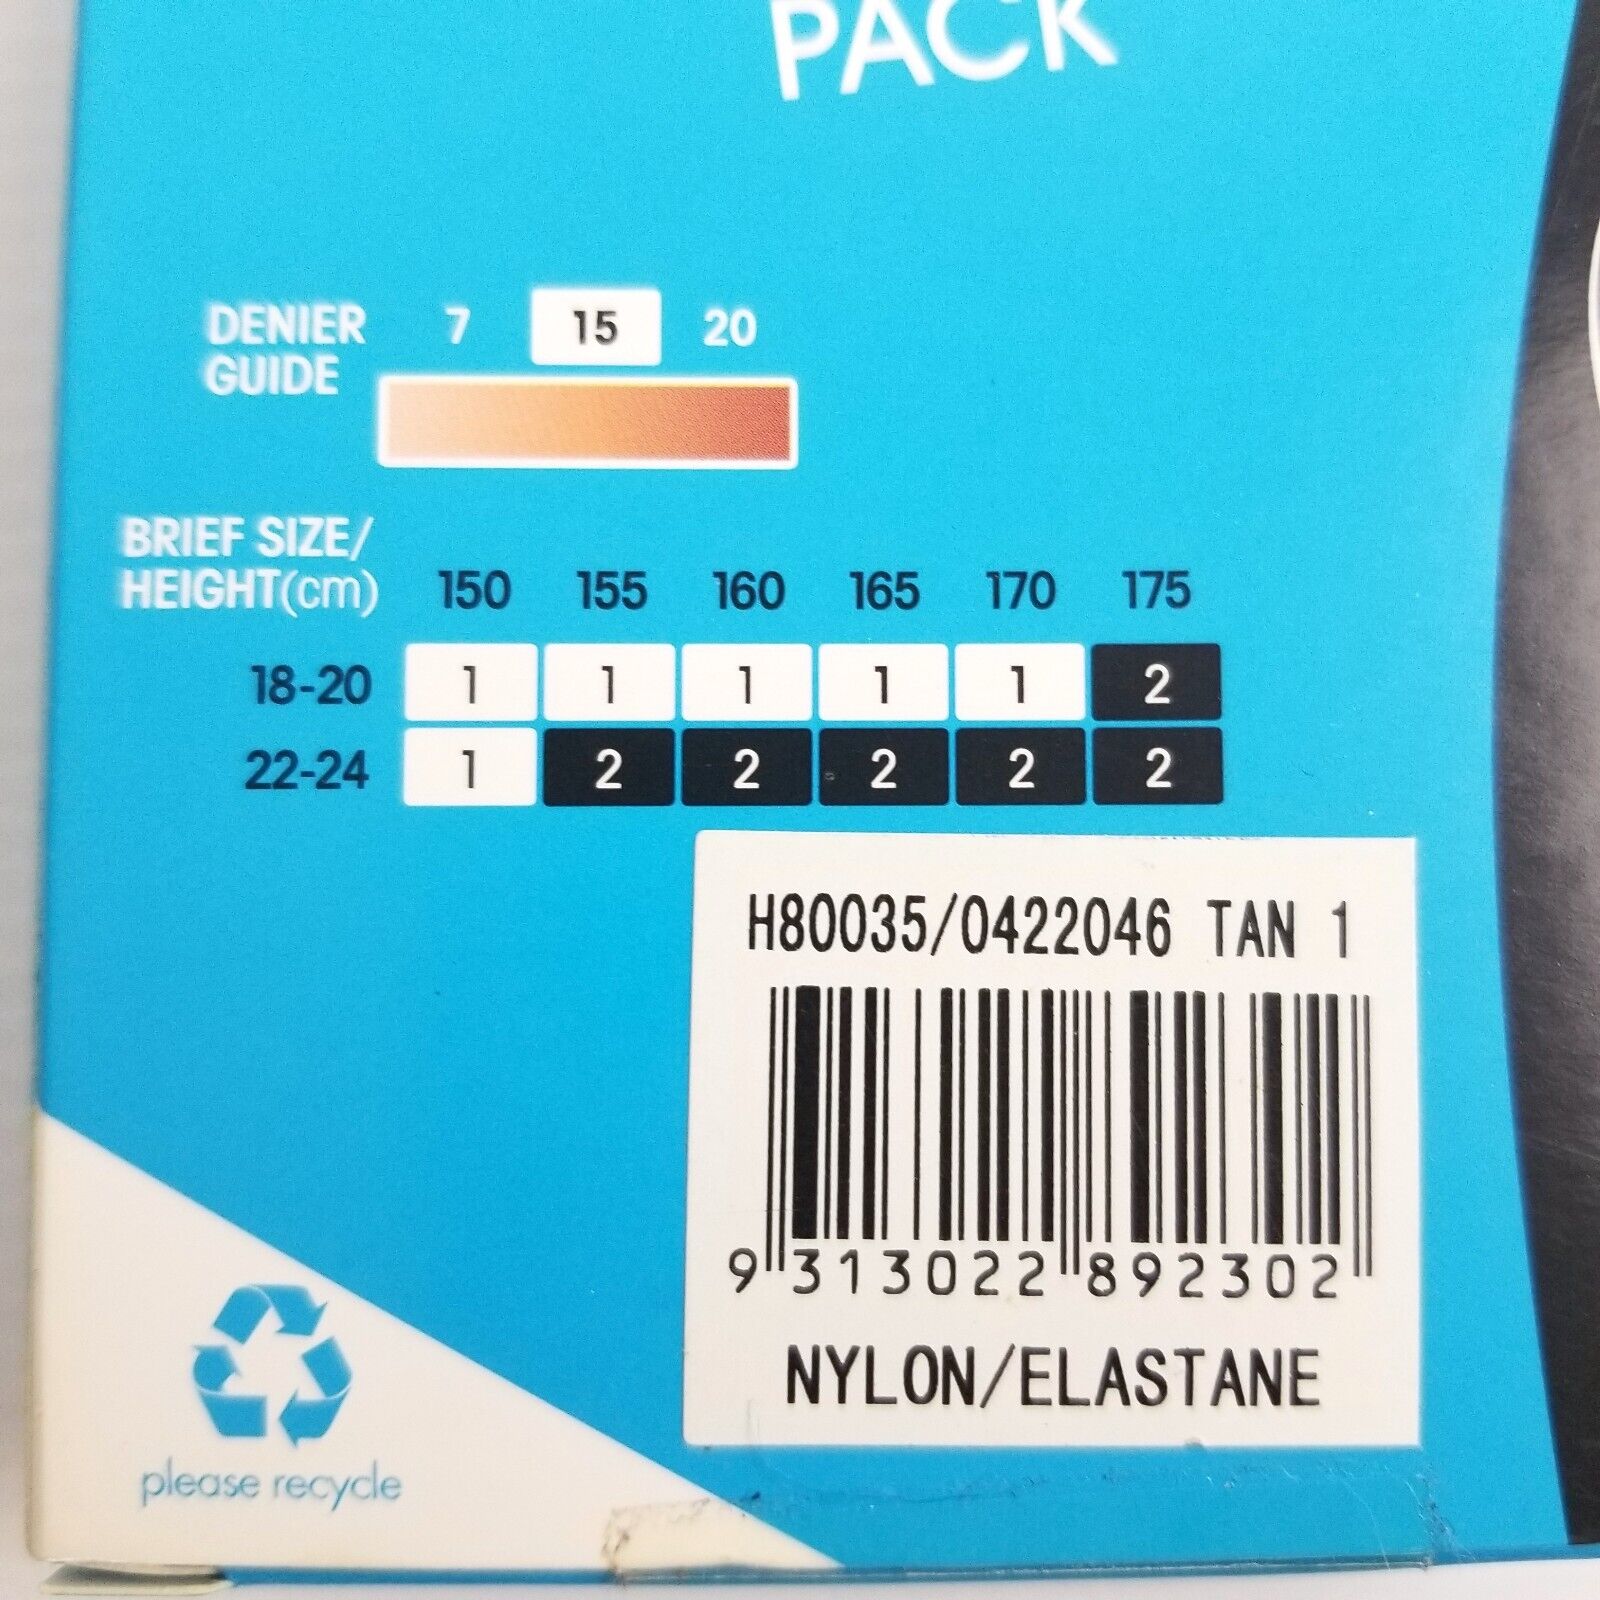 PACK
DENIER GUIDE 7 15 20
BRIEF SIZE/
HEIGHT(cm) 150 155 160 165 170 175
18-20 1 1 1 1 1 2
22-24 1 2 2 2 2 2
H80035/0422046 TAN 1
9 313022 892302
NYLON/ELASTANE
please recycle